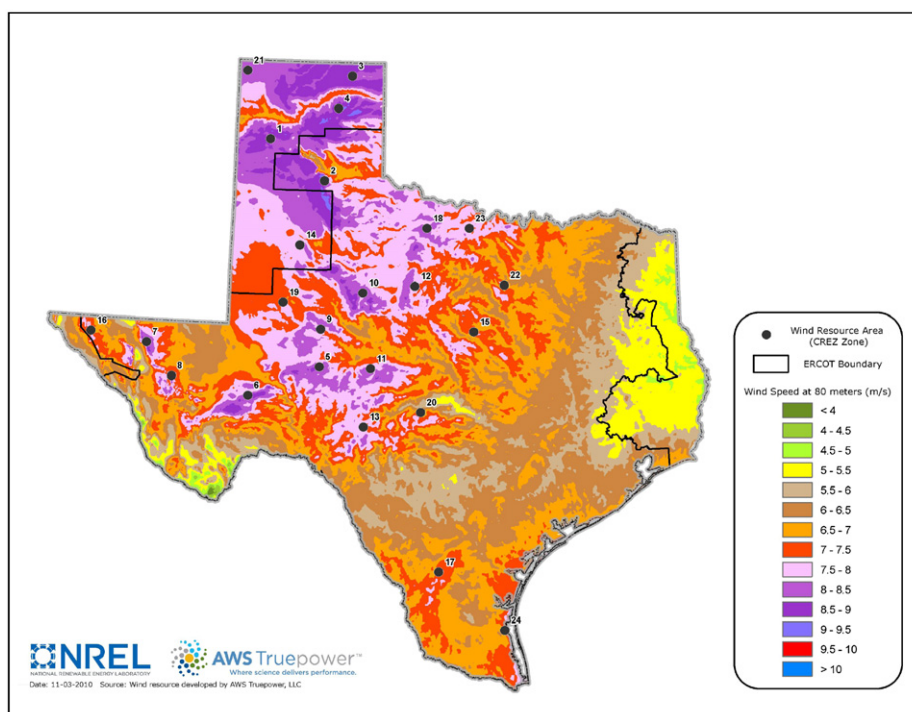 21
3
4
1
2
18
23
14
10
12
22
19
9
15
16
7
5
11
8
6
20
13
17
24
Wind Resource Area
(CREZ Zone)
ERCOT Boundary
Wind Speed at 80 meters (m/s)
< 4
4 - 4.5
4.5 - 5
5 - 5.5
5.5 - 6
6 - 6.5
6.5 - 7
7 - 7.5
7.5 - 8
8 - 8.5
8.5 - 9
9 - 9.5
9.5 - 10
> 10
NREL
NATIONAL RENEWABLE ENERGY LABORATORY
AWS Truepower™
Where science delivers performance.
Date: 11-03-2010 Source: Wind resource developed by AWS Truepower, LLC